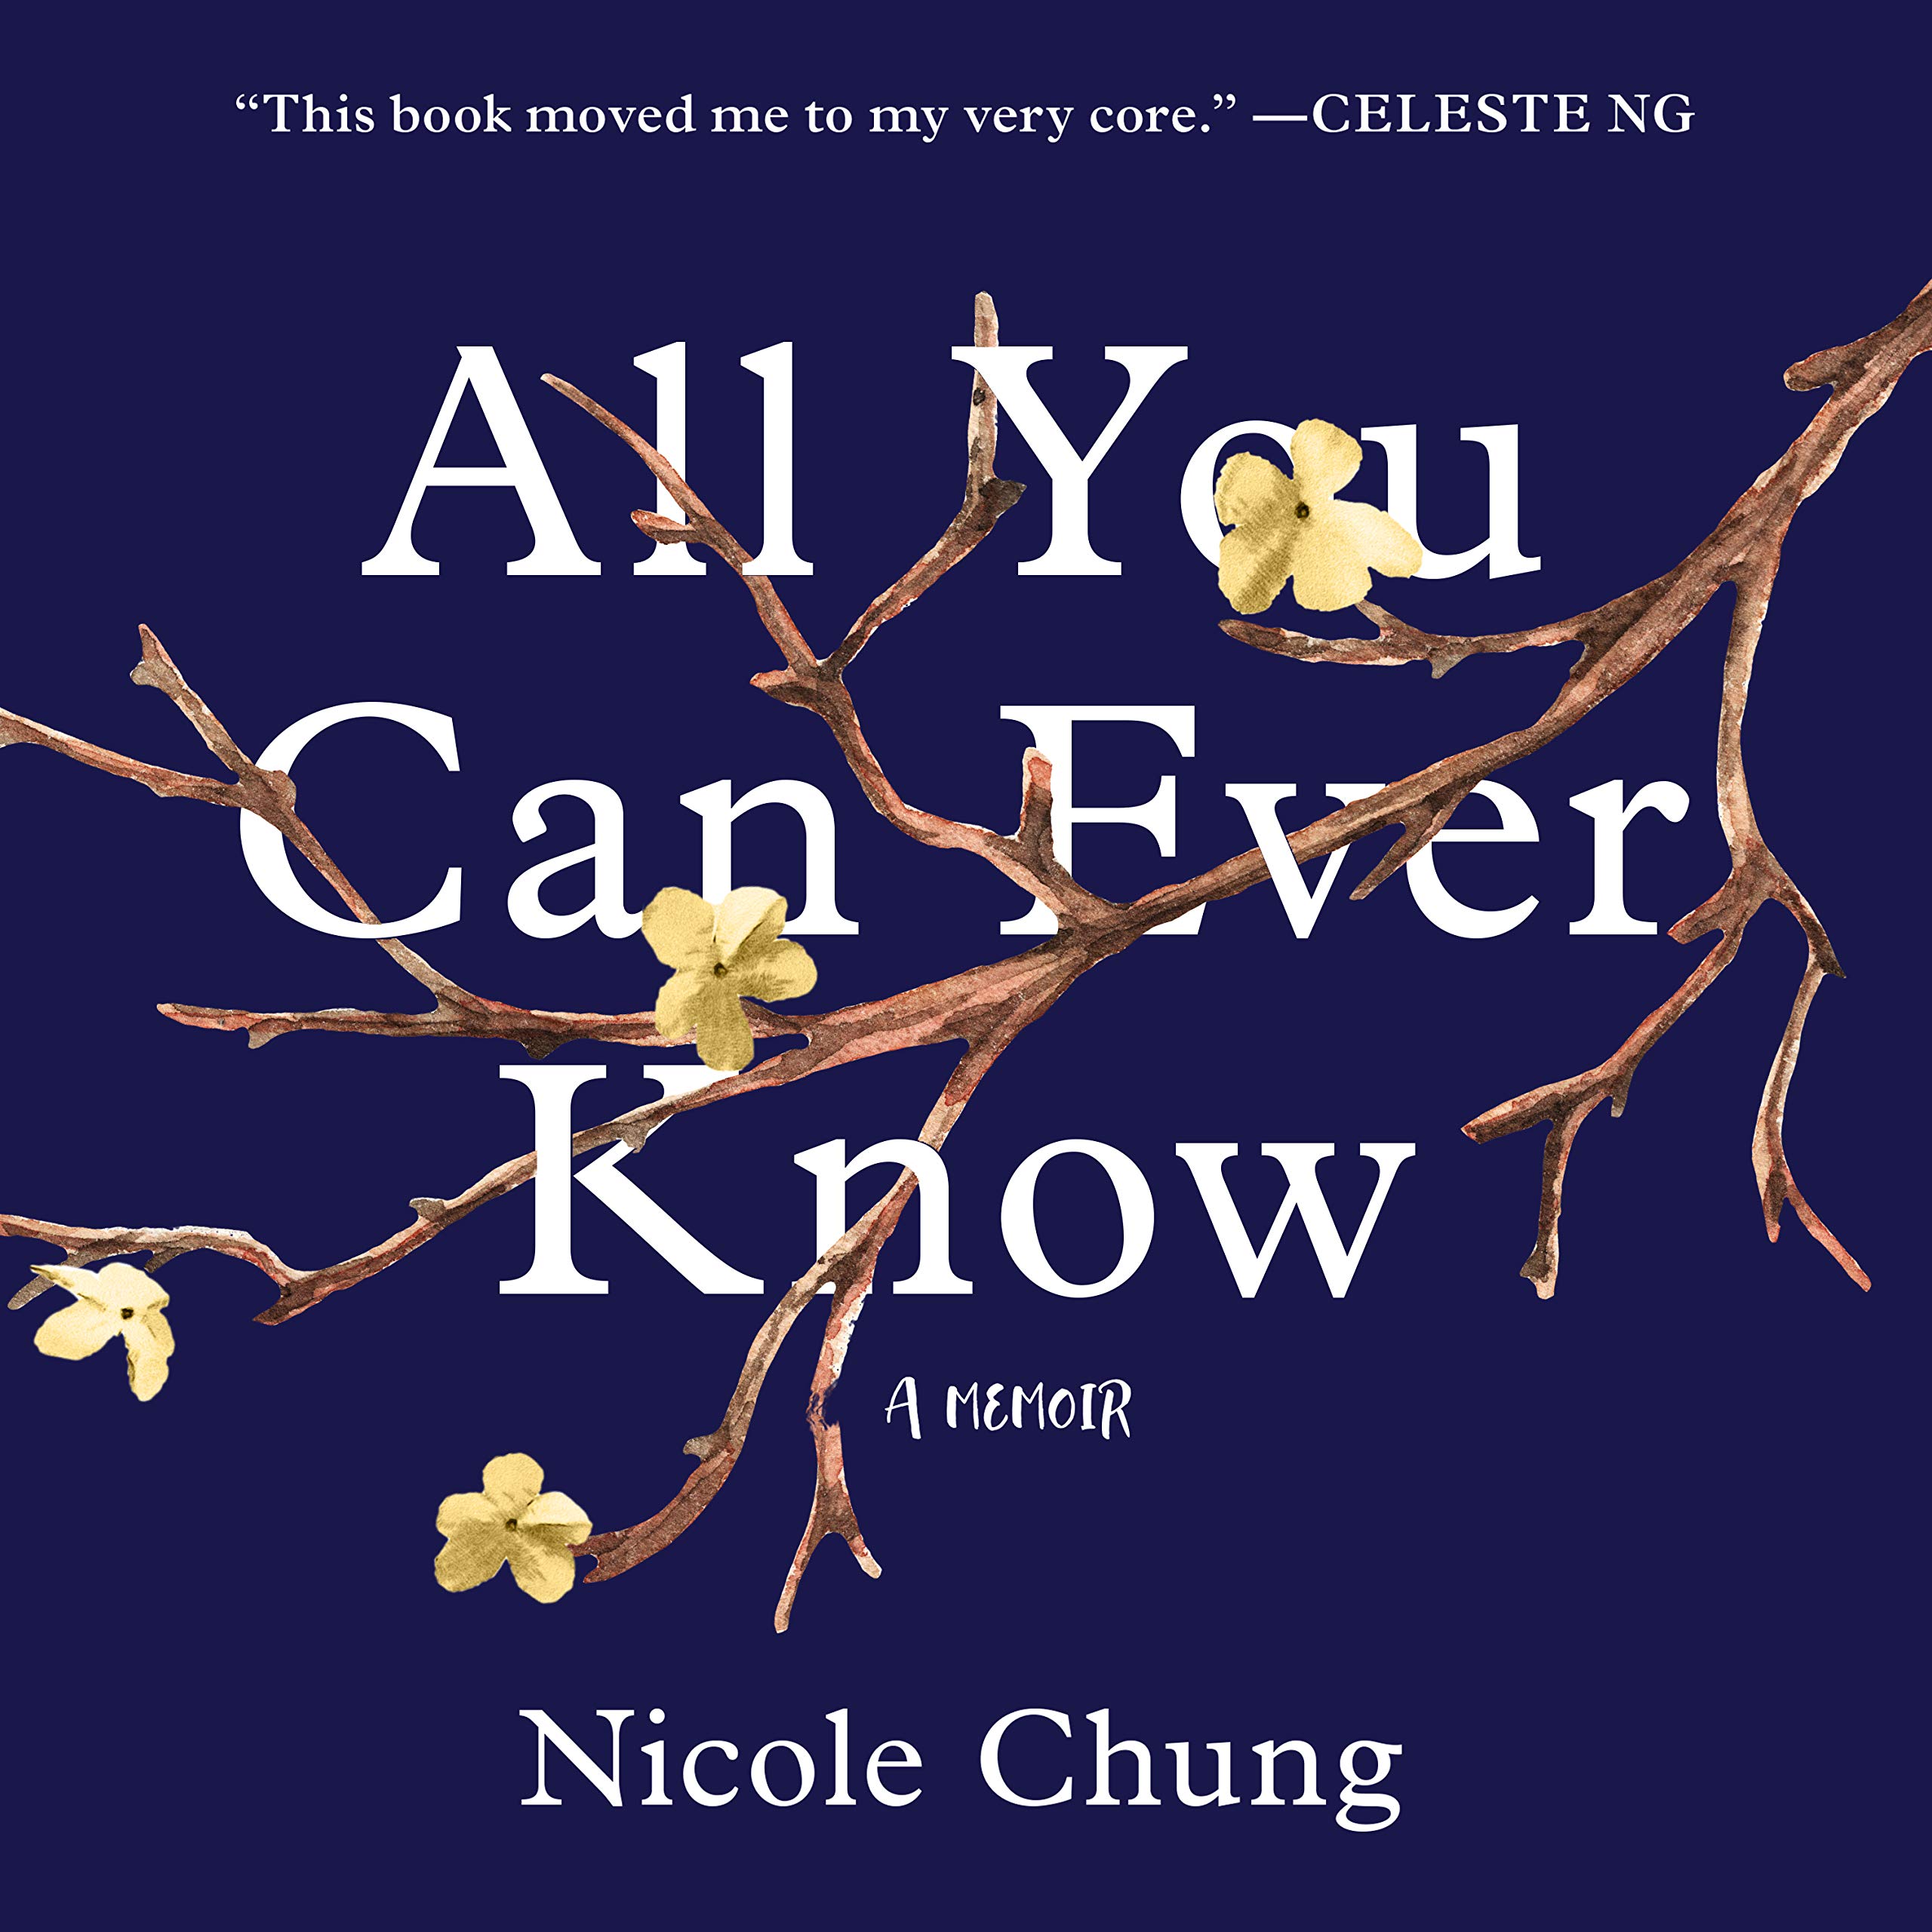 “This book moved me to my very core.” —CELESTE NG
All You
Can Ever
Know
A MEMOIR
Nicole Chung